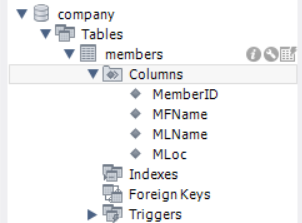 company
Tables
members
Columns
MemberID
MFName
MLName
MLoc
Indexes
Foreign Keys
Triggers